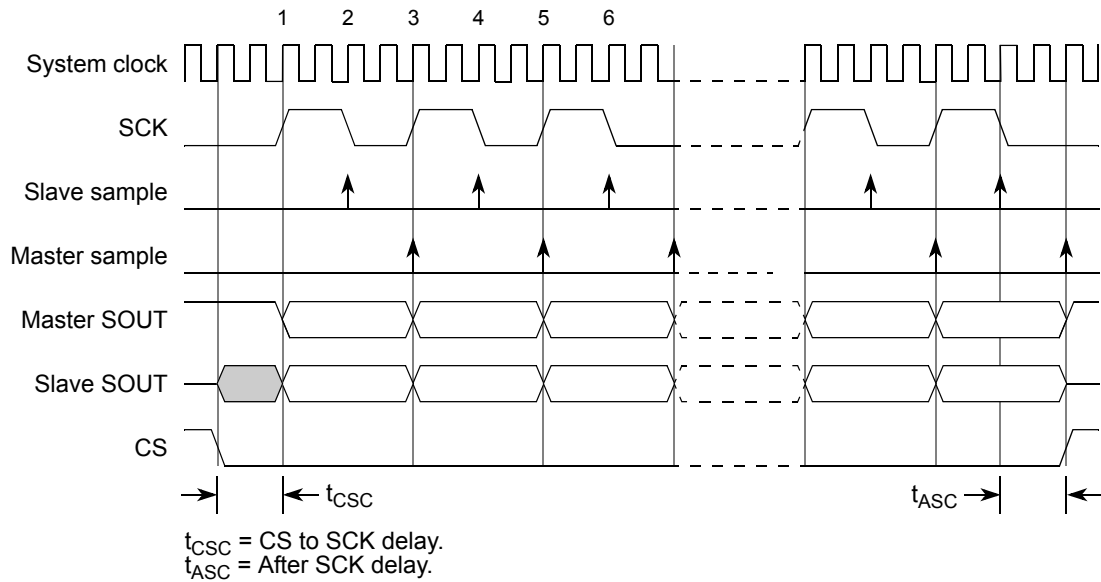 1 2 3 4 5 6
System clock
SCK
Slave sample
Master sample
Master SOUT
Slave SOUT
CS
tCSC tASC
tCSC = CS to SCK delay.
tASC = After SCK delay.